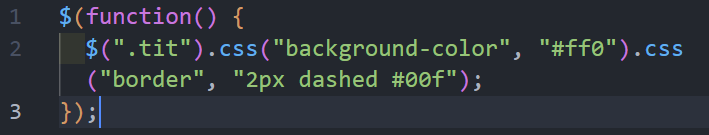 1 $(function() {
2   $(".tit").css("background-color", "#ff0").css
("border", "2px dashed #00f");
3 });